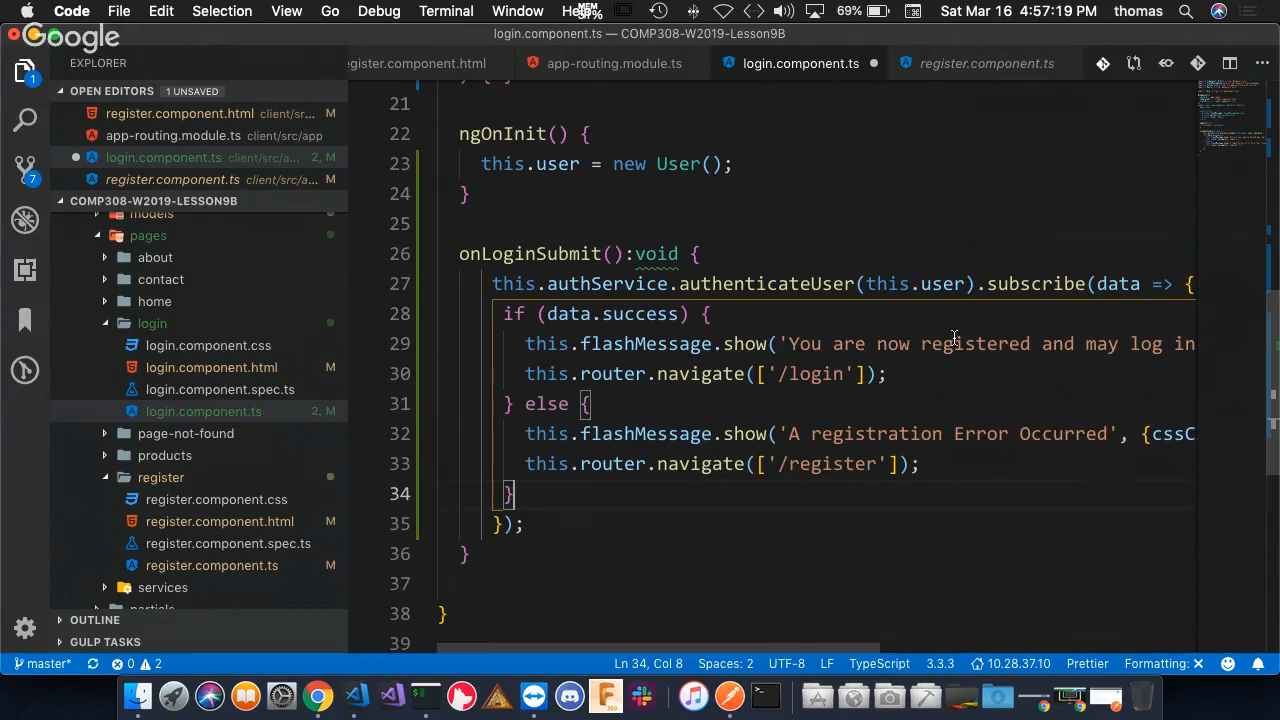 Code File Edit Selection View Go Debug Terminal Window Help MEM 57% 69% Sat Mar 16 4:57:19 PM thomas
Google
login.component.ts — COMP308-W2019-Lesson9B
EXPLORER
egister.component.html app-routing.module.ts login.component.ts register.component.ts
1
OPEN EDITORS 1 UNSAVED
register.component.html client/sr... M
app-routing.module.ts client/src/app
login.component.ts client/src/a... 2, M
register.component.ts client/src/a... M
7
COMP308-W2019-LESSON9B
models
pages
about
contact
home
login
login.component.css
login.component.html M
login.component.spec.ts
login.component.ts 2, M
page-not-found
products
register
register.component.css
register.component.html M
register.component.spec.ts
register.component.ts M
services
partials
OUTLINE
GULP TASKS
21
22 ngOnInit() {
23 this.user = new User();
24 }
25
26 onLoginSubmit():void {
27 this.authService.authenticateUser(this.user).subscribe(data => {
28 if (data.success) {
29 this.flashMessage.show('You are now registered and may log in
30 this.router.navigate(['/login']);
31 } else {
32 this.flashMessage.show('A registration Error Occurred', {cssC
33 this.router.navigate(['/register']);
34 }
35 });
36 }
37
38 }
39
master* 0 2 Ln 34, Col 8 Spaces: 2 UTF-8 LF TypeScript 3.3.3 10.28.37.10 Prettier Formatting: ✕
F
360